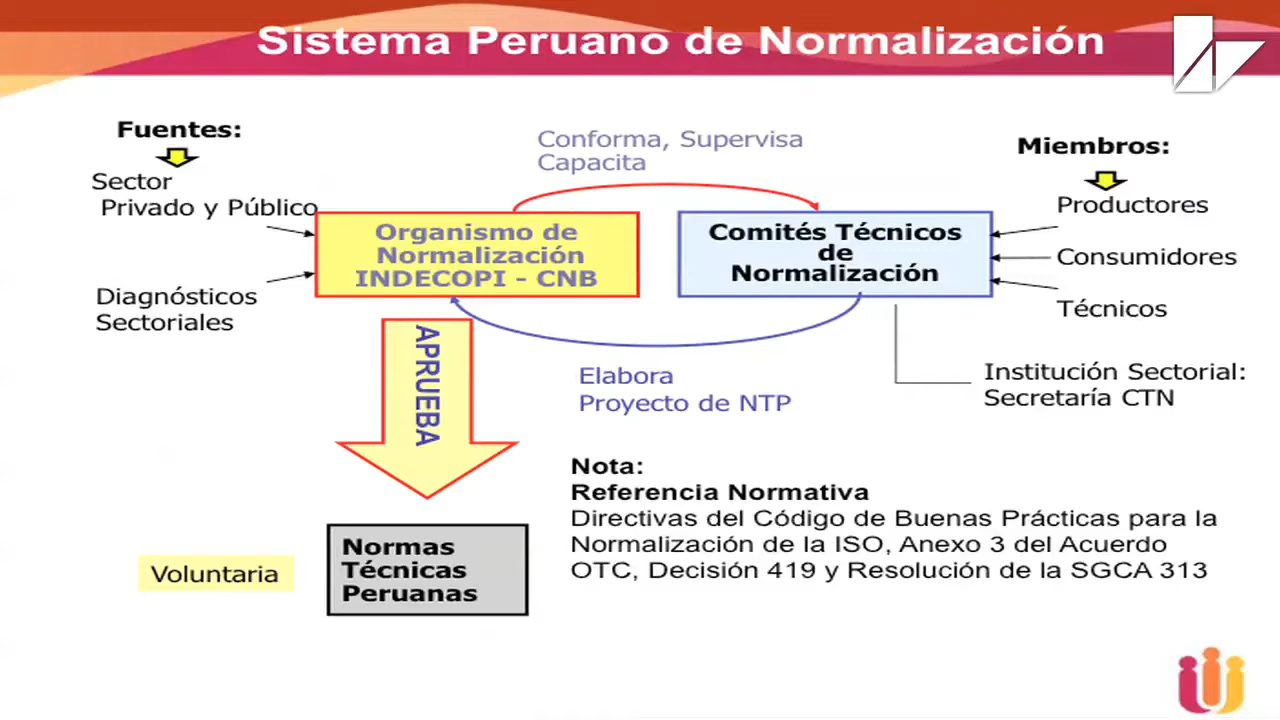 Sistema Peruano de Normalización
Fuentes:
Sector
Privado y Público
Diagnósticos
Sectoriales
Conforma, Supervisa
Capacita
Organismo de
Normalización
INDECOPI - CNB
Comités Técnicos
de
Normalización
Miembros:
Productores
Consumidores
Técnicos
Institución Sectorial:
Secretaría CTN
Elabora
Proyecto de NTP
APRUEBA
Nota:
Referencia Normativa
Directivas del Código de Buenas Prácticas para la
Normalización de la ISO, Anexo 3 del Acuerdo
OTC, Decisión 419 y Resolución de la SGCA 313
Voluntaria
Normas
Técnicas
Peruanas